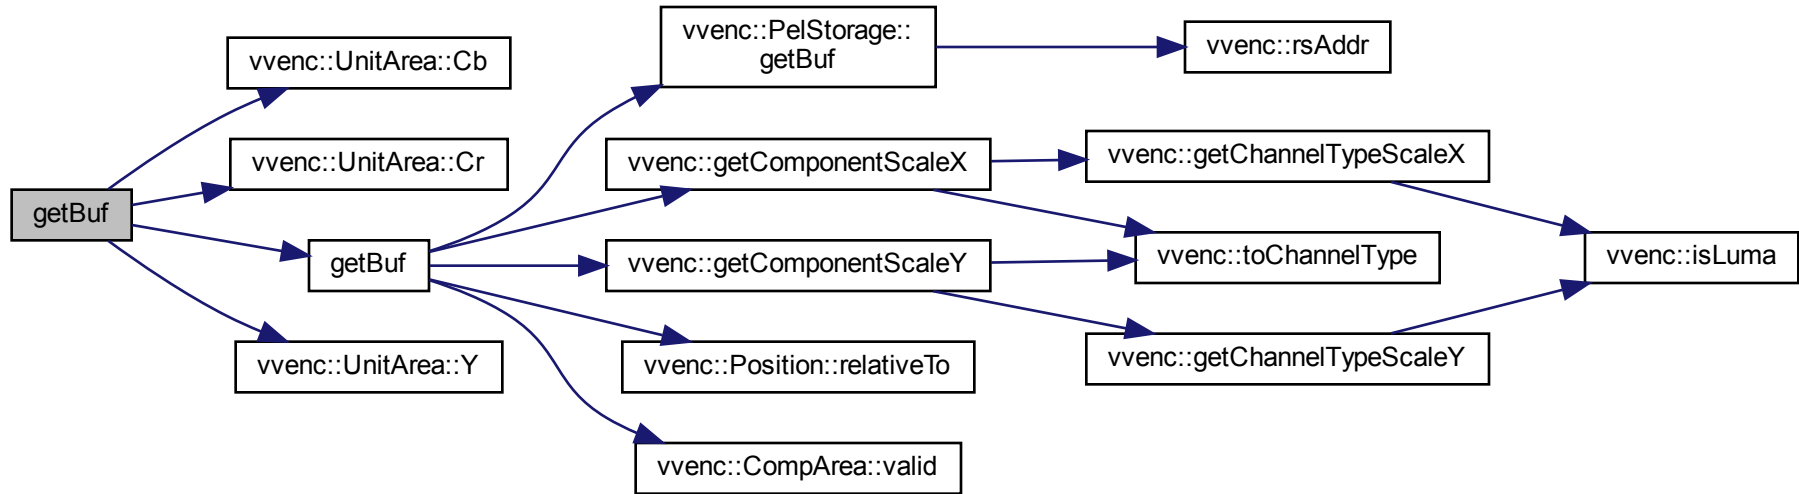 getBuf
vvenc::UnitArea::Cb
vvenc::UnitArea::Cr
getBuf
vvenc::UnitArea::Y
vvenc::PelStorage::
getBuf
vvenc::getComponentScaleX
vvenc::getComponentScaleY
vvenc::Position::relativeTo
vvenc::CompArea::valid
vvenc::rsAddr
vvenc::getChannelTypeScaleX
vvenc::toChannelType
vvenc::getChannelTypeScaleY
vvenc::isLuma